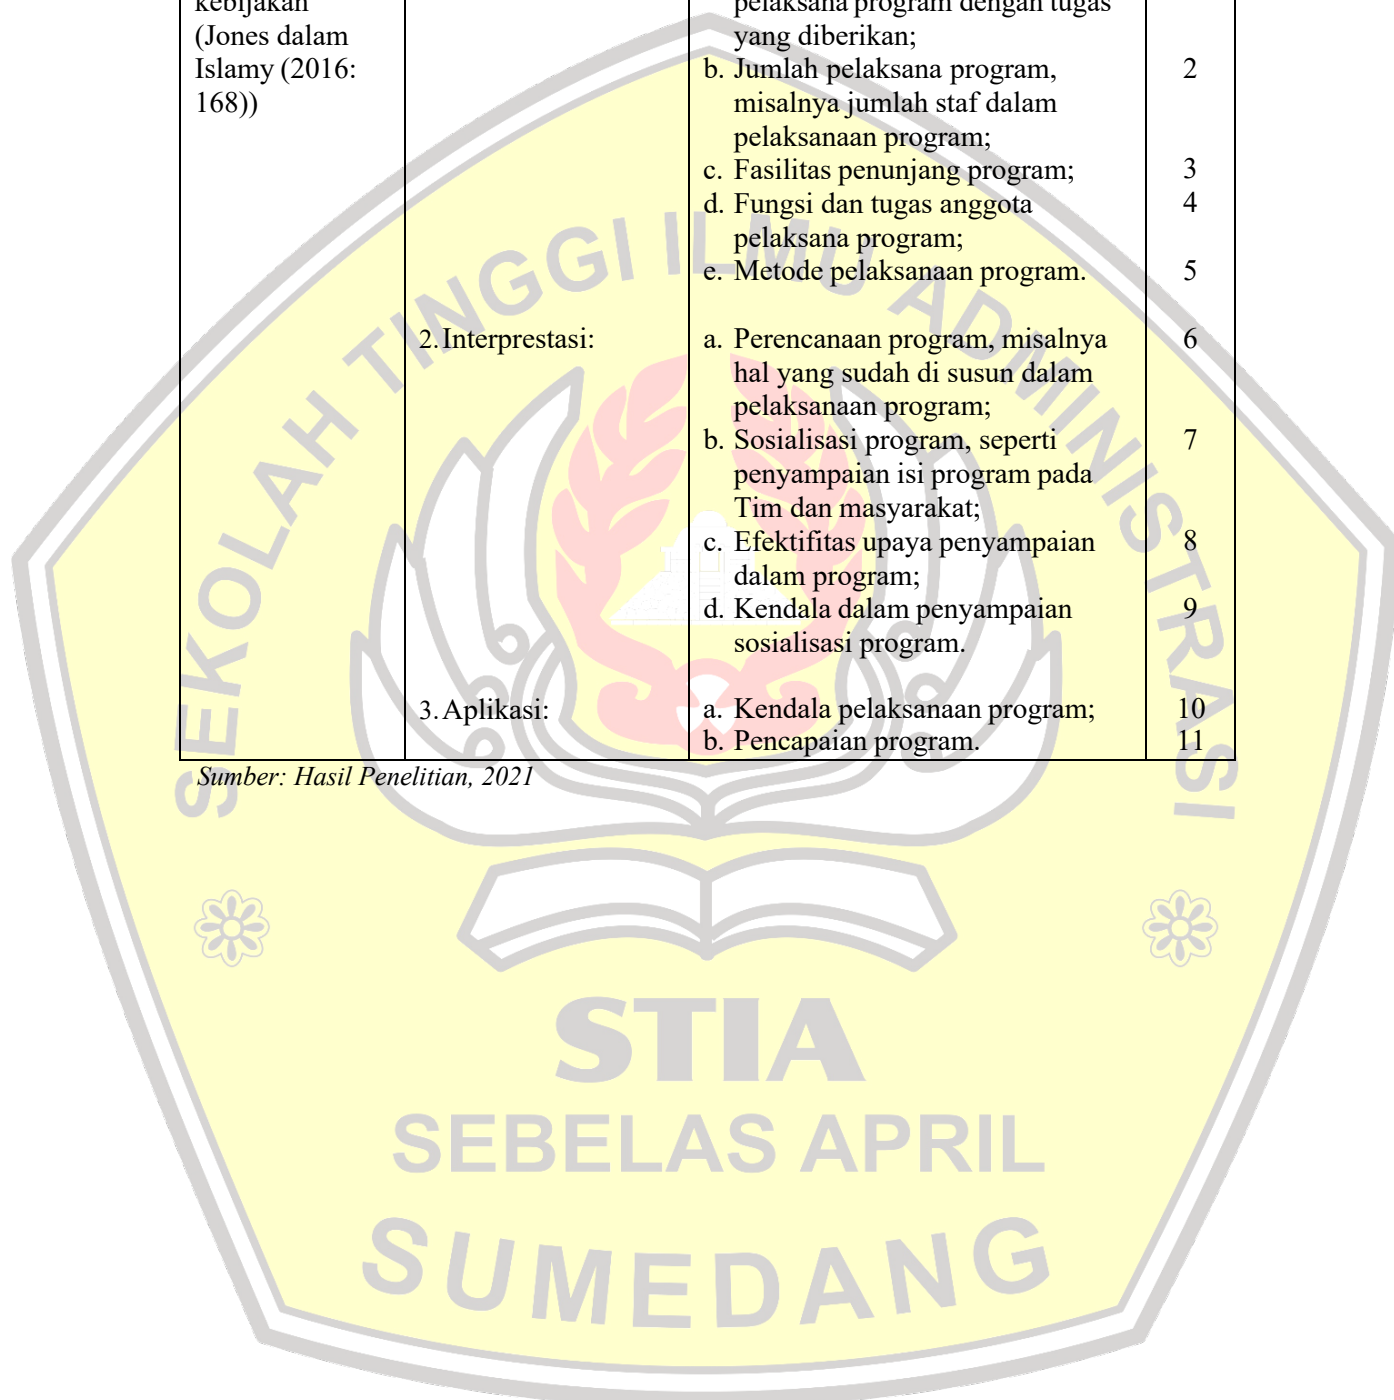 kebijakan
(Jones dalam
Islamy (2016:
168))
pelaksana program dengan tugas
yang diberikan;
b. Jumlah pelaksana program, 2
misalnya jumlah staf dalam
pelaksanaan program;
c. Fasilitas penunjang program; 3
d. Fungsi dan tugas anggota 4
pelaksana program;
e. Metode pelaksanaan program. 5
2. Interprestasi:
a. Perencanaan program, misalnya 6
hal yang sudah di susun dalam
pelaksanaan program;
b. Sosialisasi program, seperti 7
penyampaian isi program pada
Tim dan masyarakat;
c. Efektifitas upaya penyampaian 8
dalam program;
d. Kendala dalam penyampaian 9
sosialisasi program.
3. Aplikasi:
a. Kendala pelaksanaan program; 10
b. Pencapaian program. 11
Sumber: Hasil Penelitian, 2021
SEKOLAH TINGGI ILMU ADMINISTRASI
STIA
SEBELAS APRIL
SUMEDANG